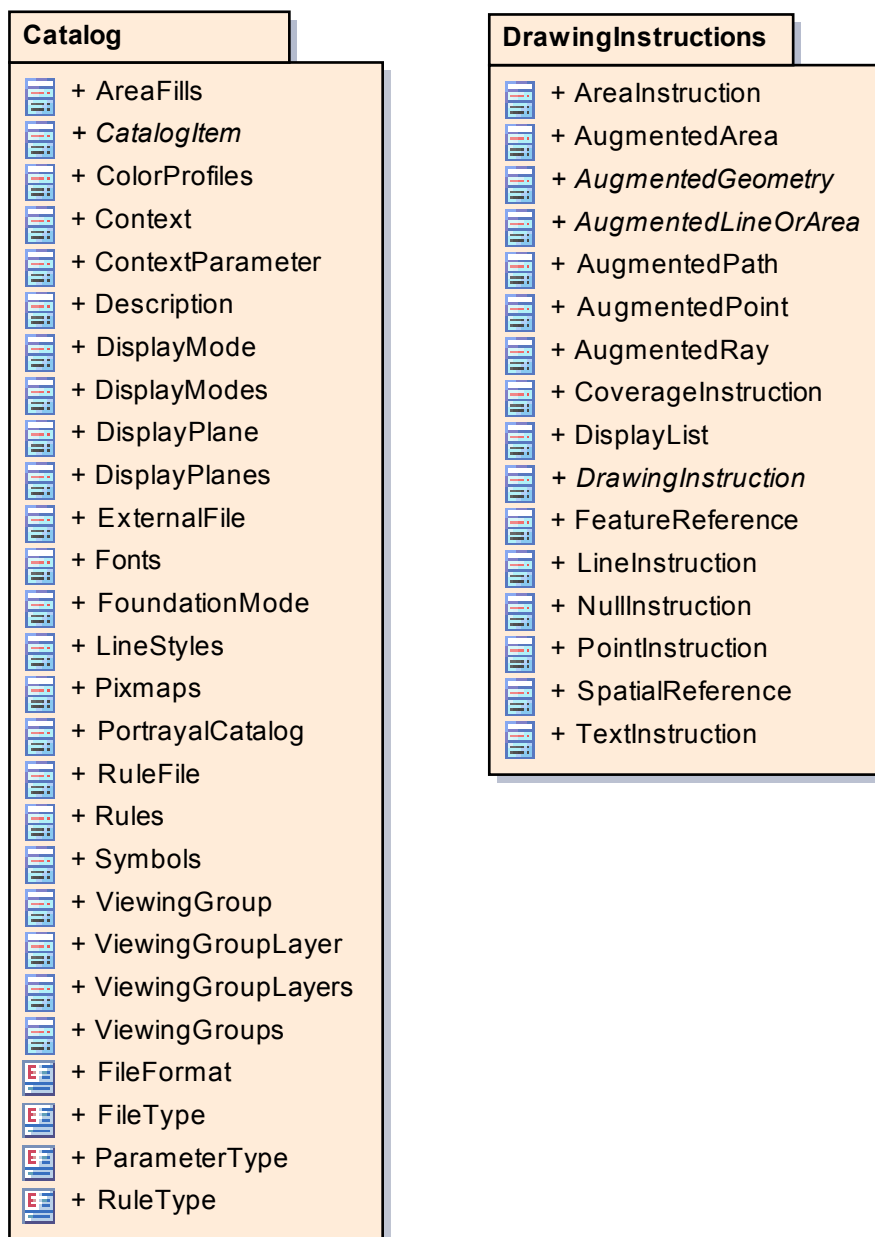 Catalog
+ AreaFills
+ CatalogItem
+ ColorProfiles
+ Context
+ ContextParameter
+ Description
+ DisplayMode
+ DisplayModes
+ DisplayPlane
+ DisplayPlanes
+ ExternalFile
+ Fonts
+ FoundationMode
+ LineStyles
+ Pixmaps
+ PortrayalCatalog
+ RuleFile
+ Rules
+ Symbols
+ ViewingGroup
+ ViewingGroupLayer
+ ViewingGroupLayers
+ ViewingGroups
+ FileFormat
+ FileType
+ ParameterType
+ RuleType
DrawingInstructions
+ AreaInstruction
+ AugmentedArea
+ AugmentedGeometry
+ AugmentedLineOrArea
+ AugmentedPath
+ AugmentedPoint
+ AugmentedRay
+ CoverageInstruction
+ DisplayList
+ DrawingInstruction
+ FeatureReference
+ LineInstruction
+ NullInstruction
+ PointInstruction
+ SpatialReference
+ TextInstruction